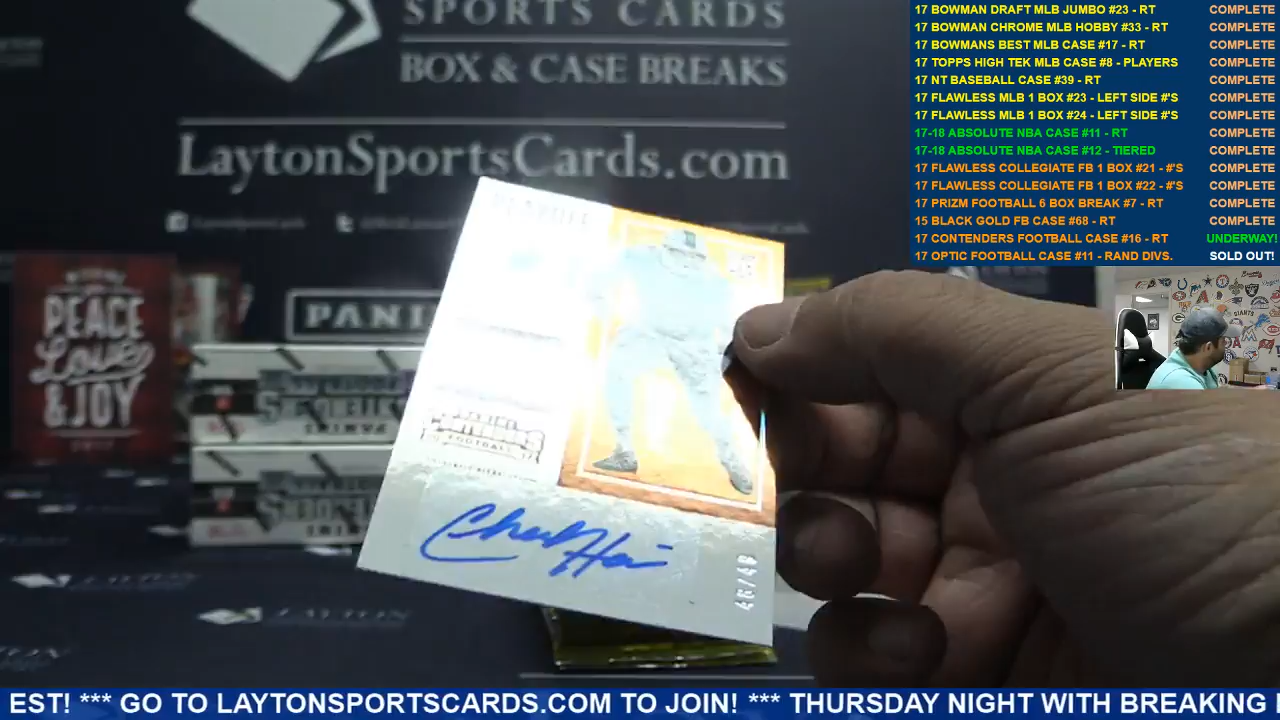 SPORTS CARDS
BOX & CASE BREAKS
LaytonSportsCards.com
PEACE
Love
& JOY
PANINI
PLAYOFF
FOOTBALL
48/49
LAYTON
17 BOWMAN DRAFT MLB JUMBO #23 - RT COMPLETE
17 BOWMAN CHROME MLB HOBBY #33 - RT COMPLETE
17 BOWMANS BEST MLB CASE #17 - RT COMPLETE
17 TOPPS HIGH TEK MLB CASE #8 - PLAYERS COMPLETE
17 NT BASEBALL CASE #39 - RT COMPLETE
17 FLAWLESS MLB 1 BOX #23 - LEFT SIDE #'S COMPLETE
17 FLAWLESS MLB 1 BOX #24 - LEFT SIDE #'S COMPLETE
17-18 ABSOLUTE NBA CASE #11 - RT COMPLETE
17-18 ABSOLUTE NBA CASE #12 - TIERED COMPLETE
17 FLAWLESS COLLEGIATE FB 1 BOX #21 - #'S COMPLETE
17 FLAWLESS COLLEGIATE FB 1 BOX #22 - #'S COMPLETE
17 PRIZM FOOTBALL 6 BOX BREAK #7 - RT COMPLETE
15 BLACK GOLD FB CASE #68 - RT COMPLETE
17 CONTENDERS FOOTBALL CASE #16 - RT UNDERWAY!
17 OPTIC FOOTBALL CASE #11 - RAND DIVS. SOLD OUT!
EST! *** GO TO LAYTONSPORTSCARDS.COM TO JOIN! *** THURSDAY NIGHT WITH BREAKING